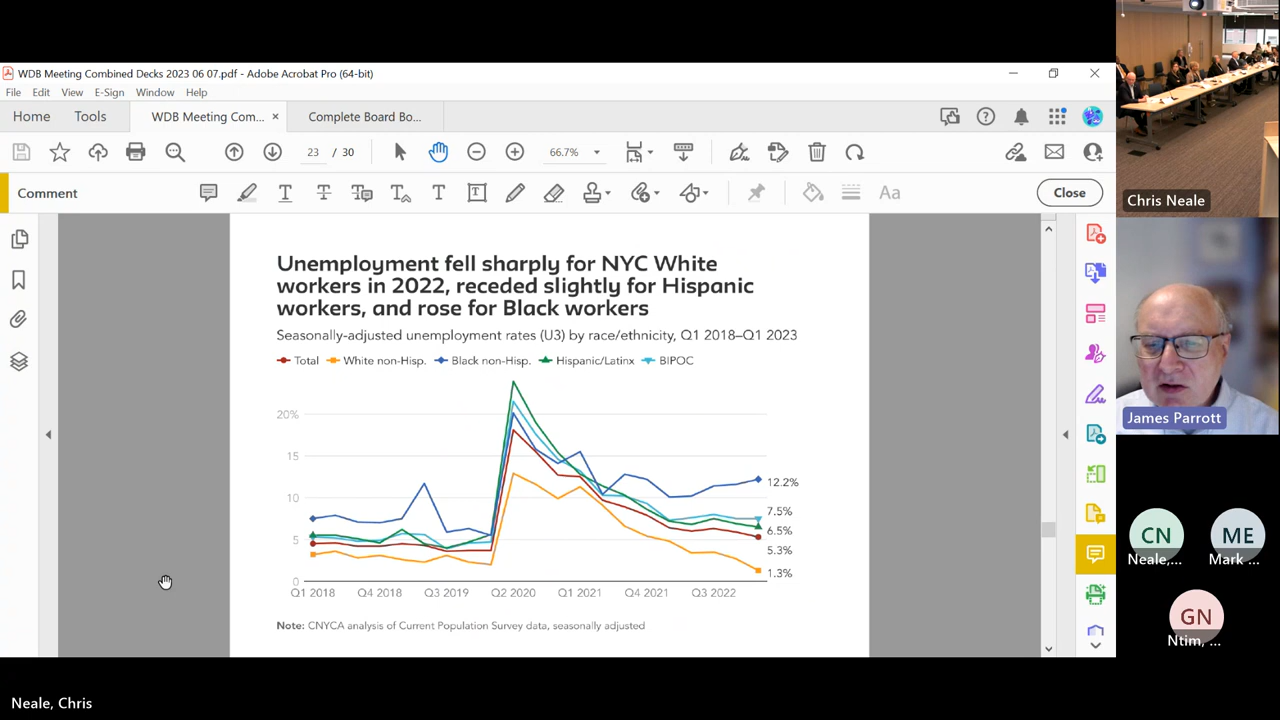 WDB Meeting Combined Decks 2023 06 07.pdf - Adobe Acrobat Pro (64-bit)
File Edit View E-Sign Window Help
Home Tools WDB Meeting Com... × Complete Board Bo...
23 / 30 66.7%
Comment Aa Close
Unemployment fell sharply for NYC White
workers in 2022, receded slightly for Hispanic
workers, and rose for Black workers
Seasonally-adjusted unemployment rates (U3) by race/ethnicity, Q1 2018–Q1 2023
Total White non-Hisp. Black non-Hisp. Hispanic/Latinx BIPOC
20%
15
10
5
0
12.2%
7.5%
6.5%
5.3%
1.3%
Q1 2018 Q4 2018 Q3 2019 Q2 2020 Q1 2021 Q4 2021 Q3 2022
Note: CNYCA analysis of Current Population Survey data, seasonally adjusted
Chris Neale
James Parrott
CN ME
Neale,... Mark ...
GN
Ntim, ...
Neale, Chris